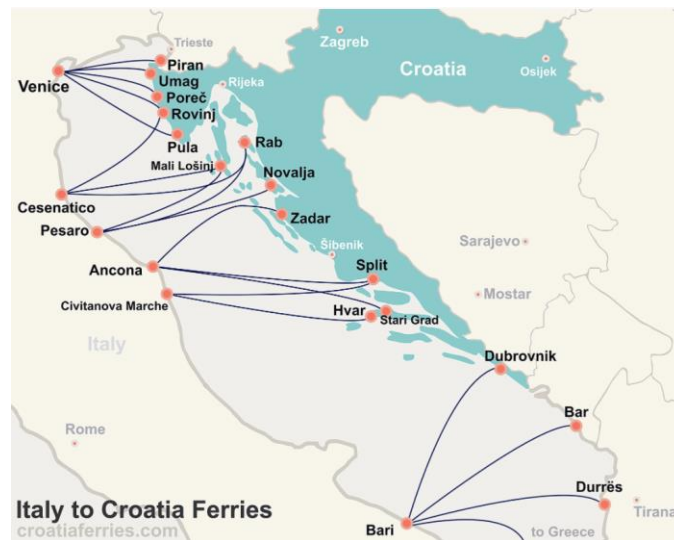 Trieste
Zagreb
Piran
Venice
Umag
Rijeka
Croatia
Osijek
Poreč
Rovinj
Pula
Rab
Mali Lošinj
Novalja
Cesenatico
Zadar
Pesaro
Šibenik
Sarajevo
Ancona
Split
Civitanova Marche
Mostar
Hvar
Stari Grad
Italy
Dubrovnik
Bar
Rome
Durrës
Italy to Croatia Ferries
Tirana
croatiaferries.com
Bari
to Greece